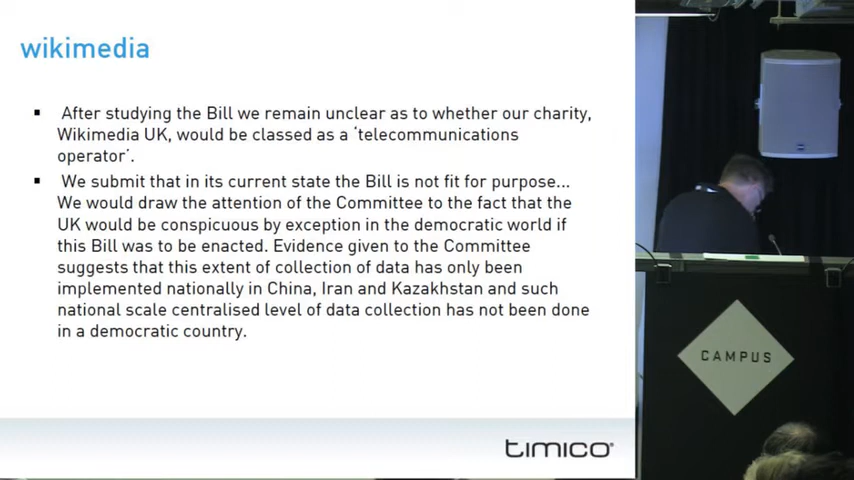 wikimedia
After studying the Bill we remain unclear as to whether our charity,
Wikimedia UK, would be classed as a ‘telecommunications
operator’.
We submit that in its current state the Bill is not fit for purpose...
We would draw the attention of the Committee to the fact that the
UK would be conspicuous by exception in the democratic world if
this Bill was to be enacted. Evidence given to the Committee
suggests that this extent of collection of data has only been
implemented nationally in China, Iran and Kazakhstan and such
national scale centralised level of data collection has not been done
in a democratic country.
timico
CAMPUS